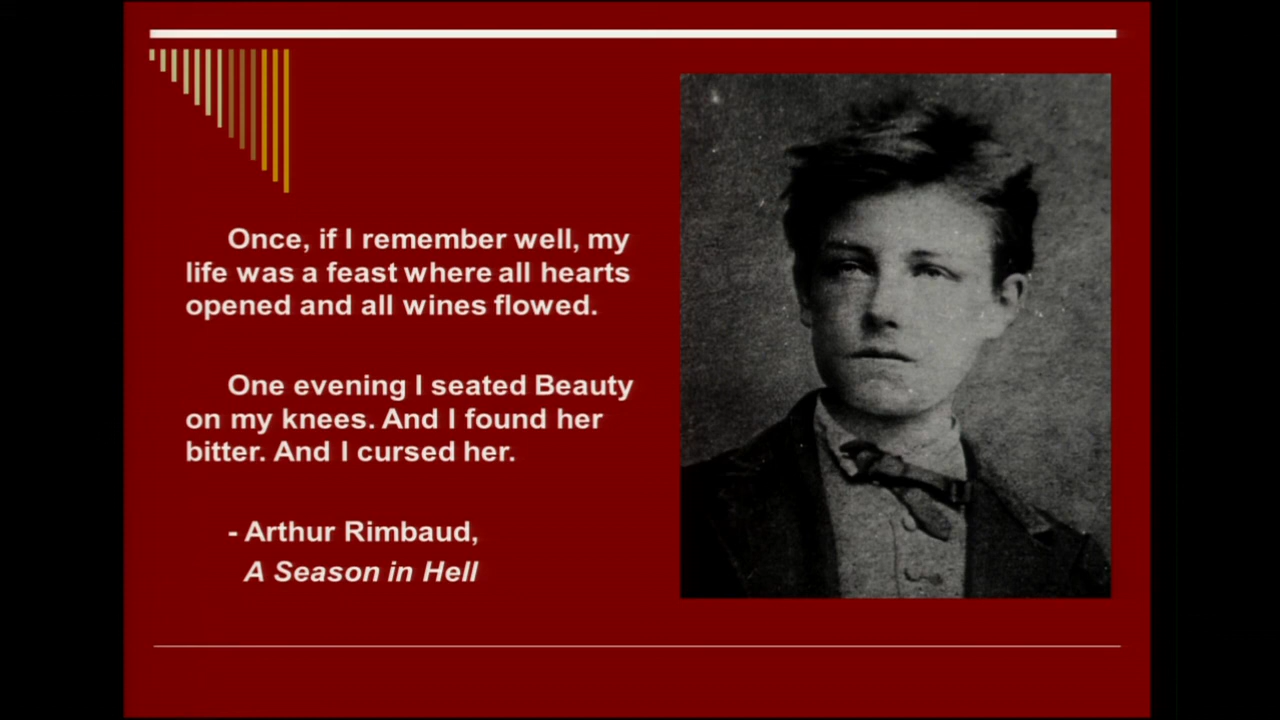 Once, if I remember well, my
life was a feast where all hearts
opened and all wines flowed.
One evening I seated Beauty
on my knees. And I found her
bitter. And I cursed her.
- Arthur Rimbaud,
A Season in Hell